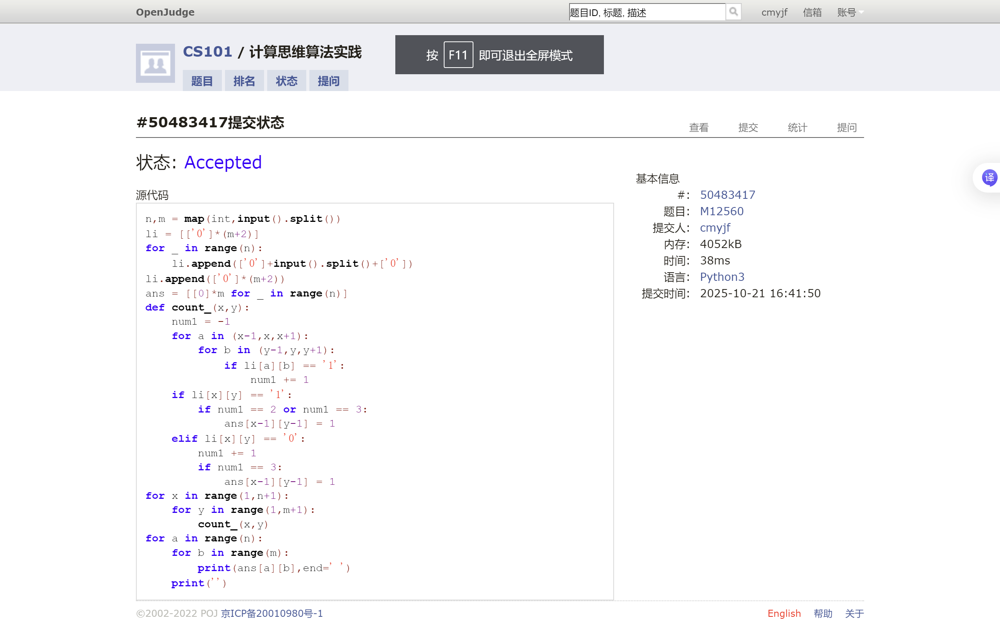 OpenJudge
题目ID, 标题, 描述
cmyjf 信箱 账号
CS101 / 计算思维算法实践
按 F11 即可退出全屏模式
题目 排名 状态 提问
#50483417提交状态
查看 提交 统计 提问
状态: Accepted
译
源代码
n,m = map(int,input().split())
li = [['0']*(m+2)]
for _ in range(n):
    li.append(['0']+input().split()+['0'])
li.append(['0']*(m+2))
ans = [[0]*m for _ in range(n)]
def count_(x,y):
    num1 = -1
    for a in (x-1,x,x+1):
        for b in (y-1,y,y+1):
            if li[a][b] == '1':
                num1 += 1
    if li[x][y] == '1':
        if num1 == 2 or num1 == 3:
            ans[x-1][y-1] = 1
    elif li[x][y] == '0':
        num1 += 1
        if num1 == 3:
            ans[x-1][y-1] = 1
for x in range(1,n+1):
    for y in range(1,m+1):
        count_(x,y)
for a in range(n):
    for b in range(m):
        print(ans[a][b],end=' ')
    print('')
基本信息
#: 50483417
题目: M12560
提交人: cmyjf
内存: 4052kB
时间: 38ms
语言: Python3
提交时间: 2025-10-21 16:41:50
©2002-2022 POJ 京ICP备20010980号-1
English 帮助 关于